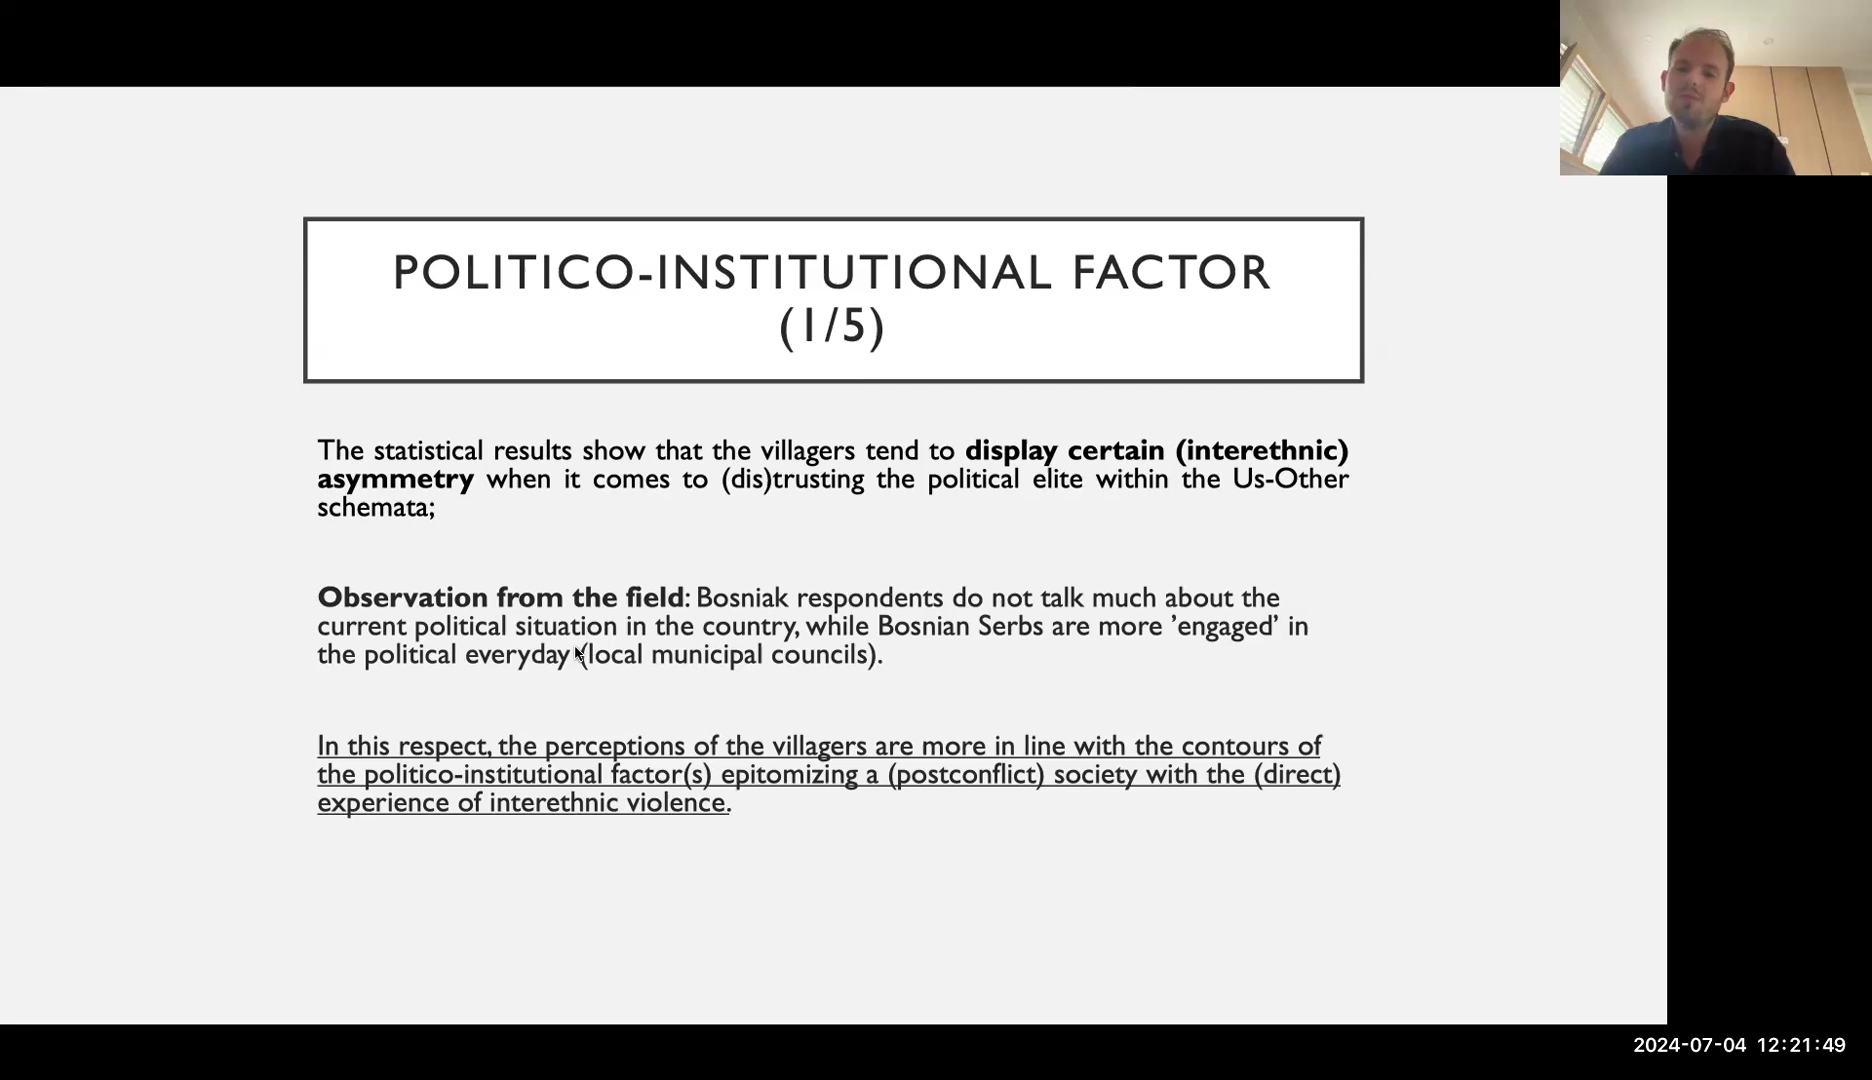 POLITICO-INSTITUTIONAL FACTOR
(1/5)
The statistical results show that the villagers tend to display certain (interethnic)
asymmetry when it comes to (dis)trusting the political elite within the Us-Other
schemata;
Observation from the field: Bosniak respondents do not talk much about the
current political situation in the country, while Bosnian Serbs are more ’engaged’ in
the political everyday (local municipal councils).
In this respect, the perceptions of the villagers are more in line with the contours of
the politico-institutional factor(s) epitomizing a (postconflict) society with the (direct)
experience of interethnic violence.
2024-07-04 12:21:49